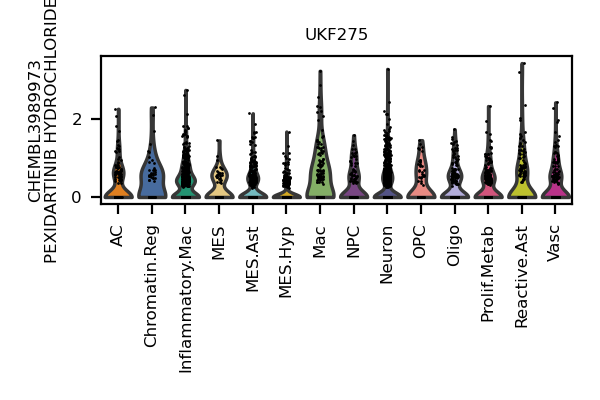 UKF275
CHEMBL3989973
PEXIDARTINIB HYDROCHLORIDE
2
0
AC
Chromatin.Reg
Inflammatory.Mac
MES
MES.Ast
MES.Hyp
Mac
NPC
Neuron
OPC
Oligo
Prolif.Metab
Reactive.Ast
Vasc